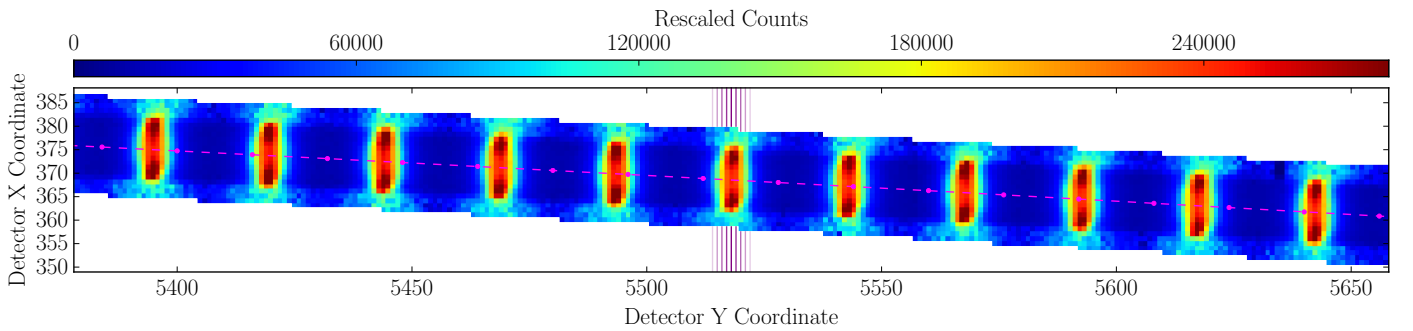 Rescaled Counts
0 60000 120000 180000 240000
Detector X Coordinate
385
380
375
370
365
360
355
350
5400 5450 5500 5550 5600 5650
Detector Y Coordinate